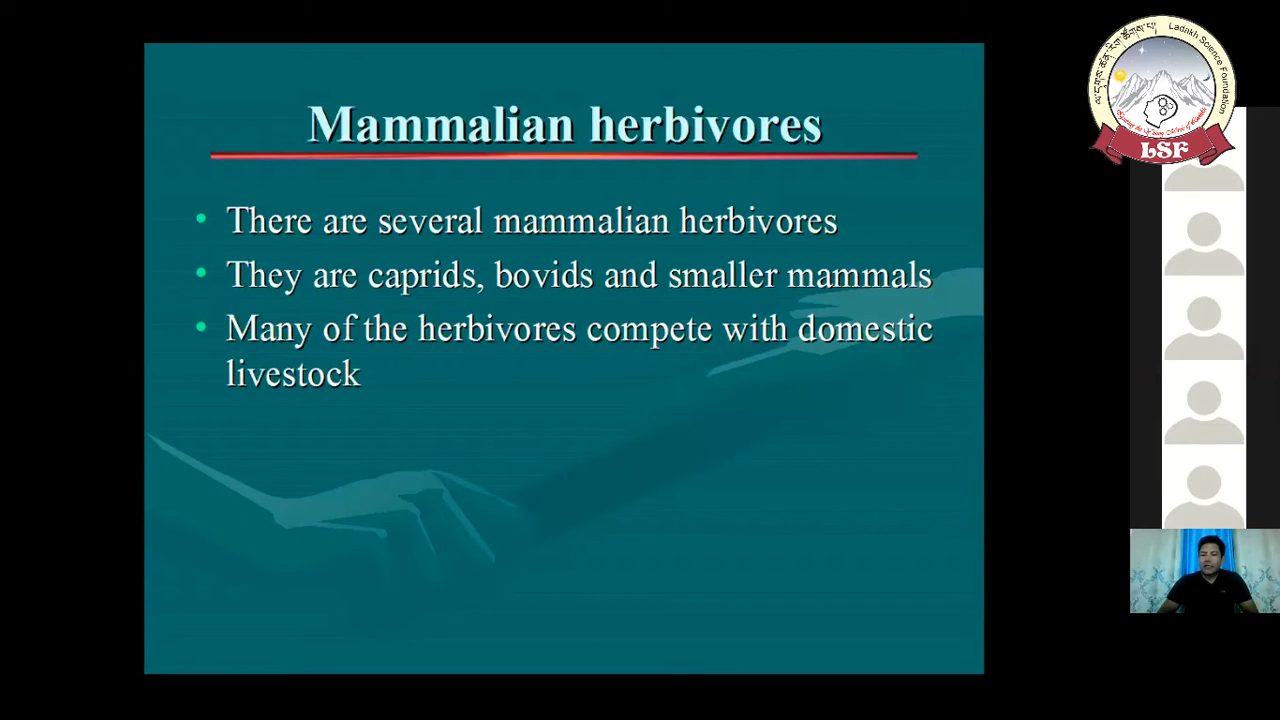 Mammalian herbivores
• There are several mammalian herbivores
• They are caprids, bovids and smaller mammals
• Many of the herbivores compete with domestic
livestock
Ladakh Science Foundation
LSF